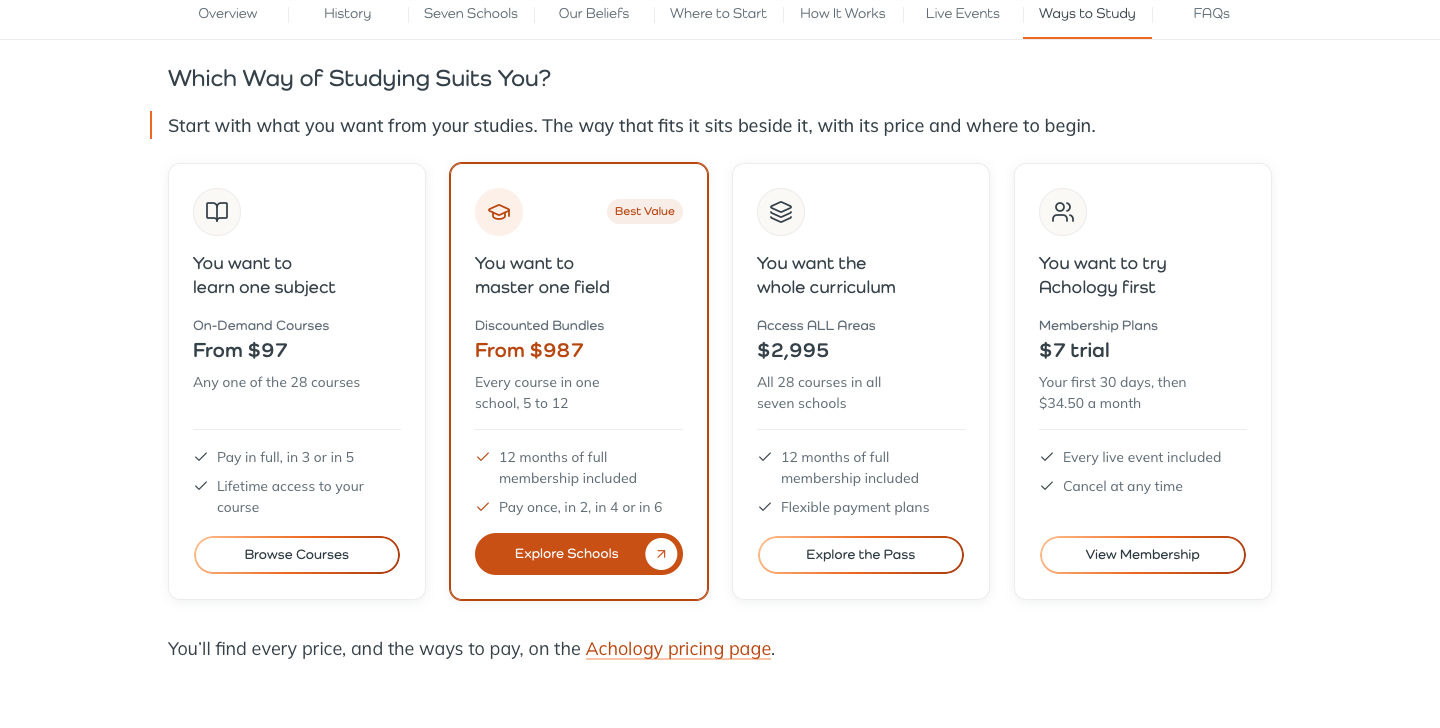 Overview
History
Seven Schools
Our Beliefs
Where to Start
How It Works
Live Events
Ways to Study
FAQs
Which Way of Studying Suits You?
Start with what you want from your studies. The way that fits it sits beside it, with its price and where to begin.
You want to
learn one subject
On-Demand Courses
From $97
Any one of the 28 courses
Pay in full, in 3 or in 5
Lifetime access to your
course
Browse Courses
Best Value
You want to
master one field
Discounted Bundles
From $987
Every course in one
school, 5 to 12
12 months of full
membership included
Pay once, in 2, in 4 or in 6
Explore Schools
You want the
whole curriculum
Access ALL Areas
$2,995
All 28 courses in all
seven schools
12 months of full
membership included
Flexible payment plans
Explore the Pass
You want to try
Achology first
Membership Plans
$7 trial
Your first 30 days, then
$34.50 a month
Every live event included
Cancel at any time
View Membership
You'll find every price, and the ways to pay, on the Achology pricing page.